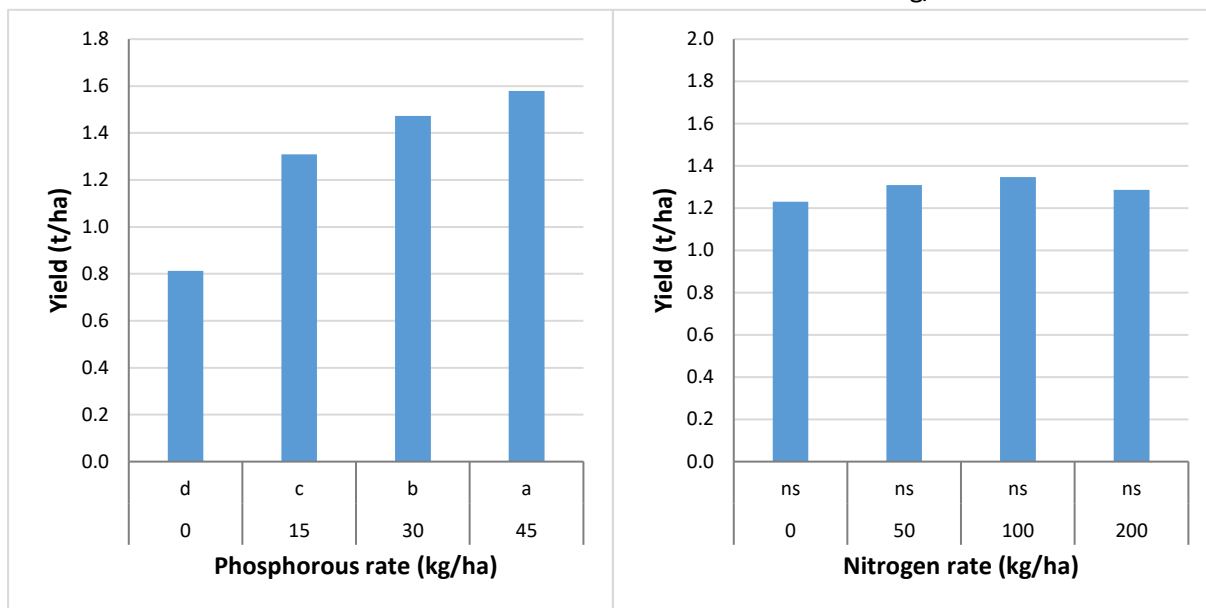 1.8
1.6
1.4
1.2
1.0
0.8
0.6
0.4
0.2
0.0
Yield (t/ha)
d c b a
0 15 30 45
Phosphorous rate (kg/ha)
2.0
1.8
1.6
1.4
1.2
1.0
0.8
0.6
0.4
0.2
0.0
Yield (t/ha)
ns ns ns ns
0 50 100 200
Nitrogen rate (kg/ha)